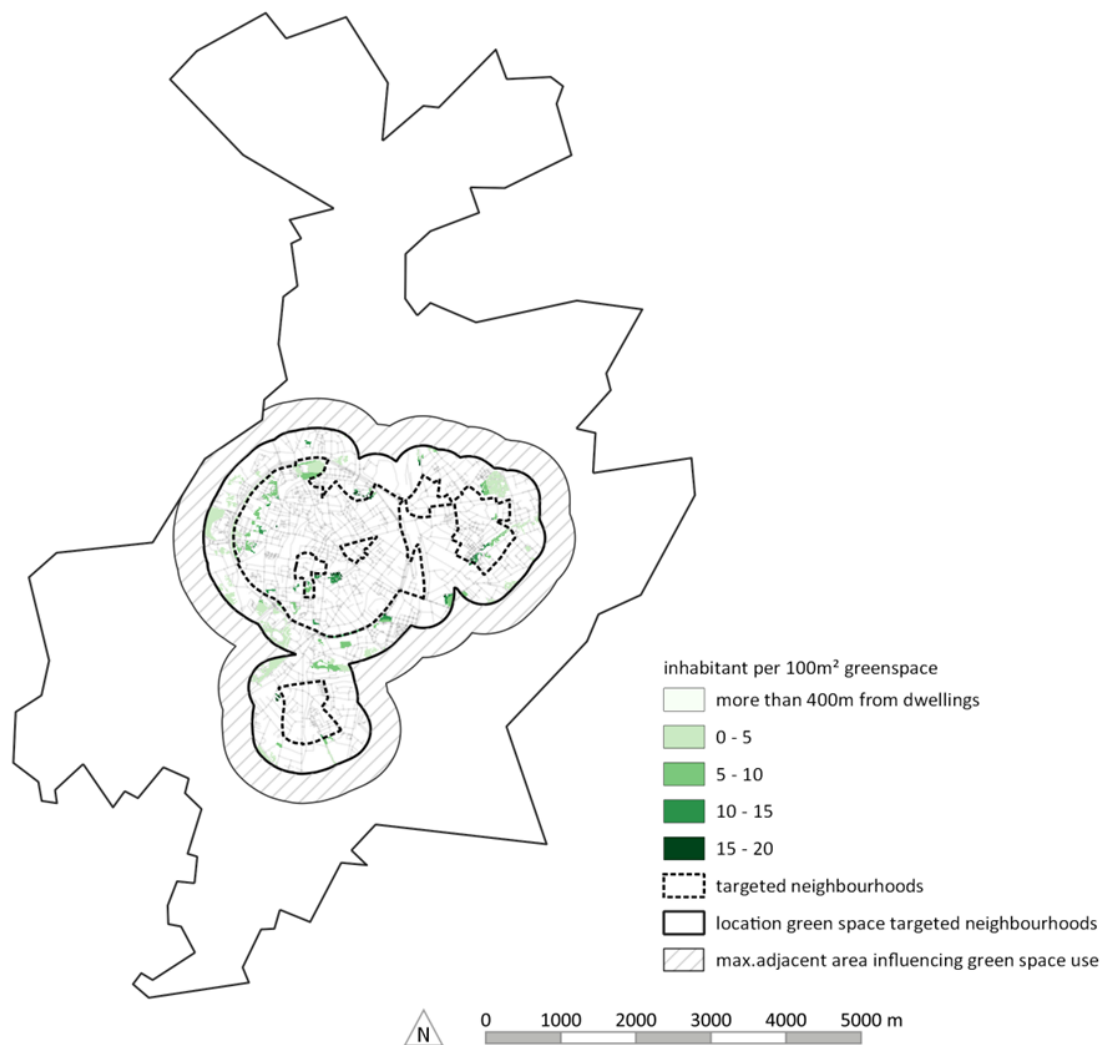 inhabitant per 100m² greenspace
more than 400m from dwellings
0 - 5
5 - 10
10 - 15
15 - 20
targeted neighbourhoods
location green space targeted neighbourhoods
max.adjacent area influencing green space use
N
0 1000 2000 3000 4000 5000 m